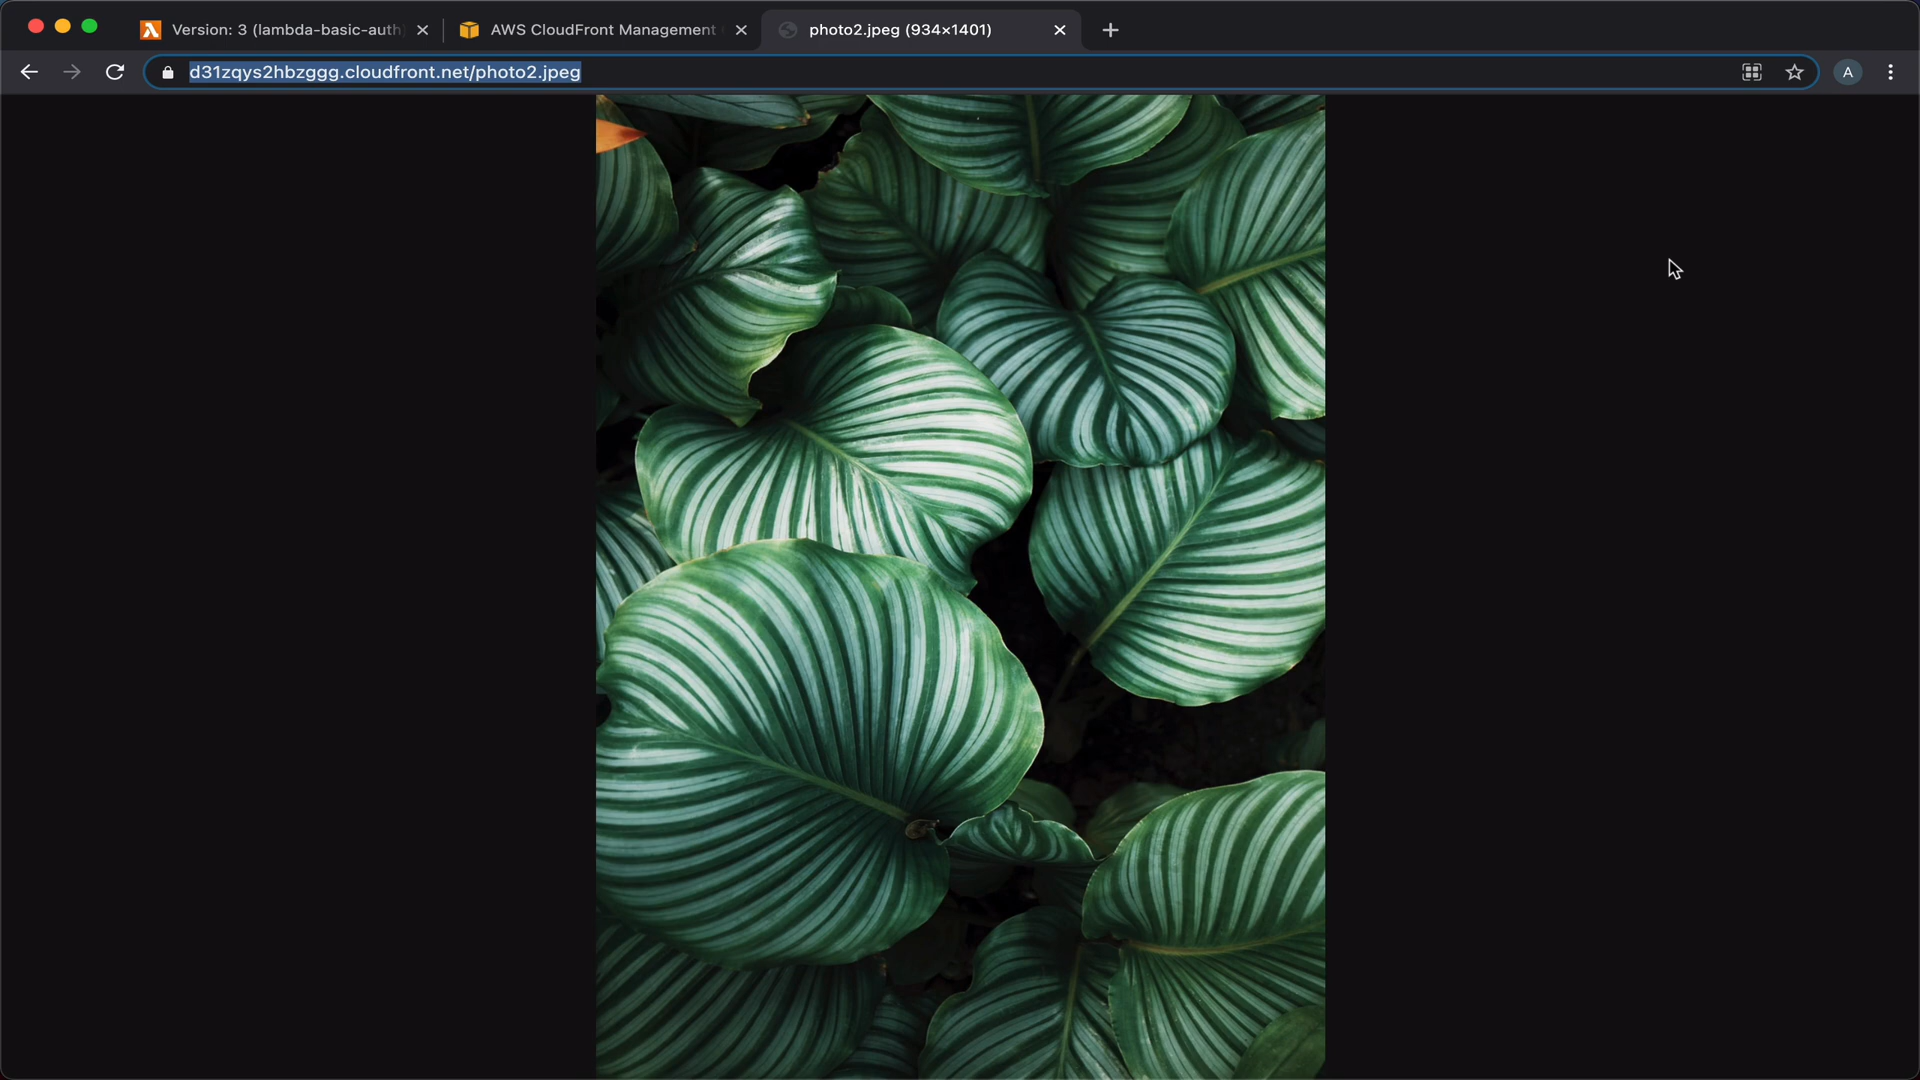 Version: 3 (lambda-basic-auth
AWS CloudFront Management
photo2.jpeg (934×1401)
d31zqys2hbzggg.cloudfront.net/photo2.jpeg
A